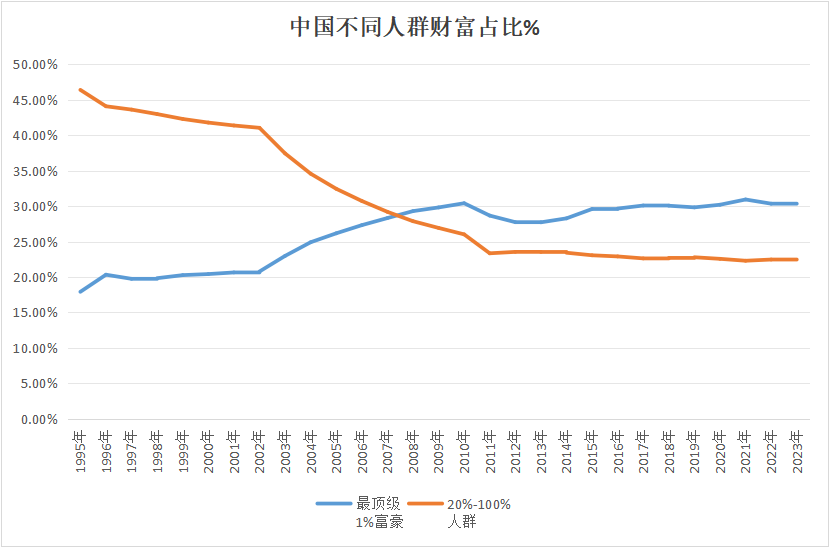 中国不同人群财富占比%
50.00%
45.00%
40.00%
35.00%
30.00%
25.00%
20.00%
15.00%
10.00%
5.00%
0.00%
1995年
1996年
1997年
1998年
1999年
2000年
2001年
2002年
2003年
2004年
2005年
2006年
2007年
2008年
2009年
2010年
2011年
2012年
2013年
2014年
2015年
2016年
2017年
2018年
2019年
2020年
2021年
2022年
2023年
最顶级
1%富豪
20%-100%
人群